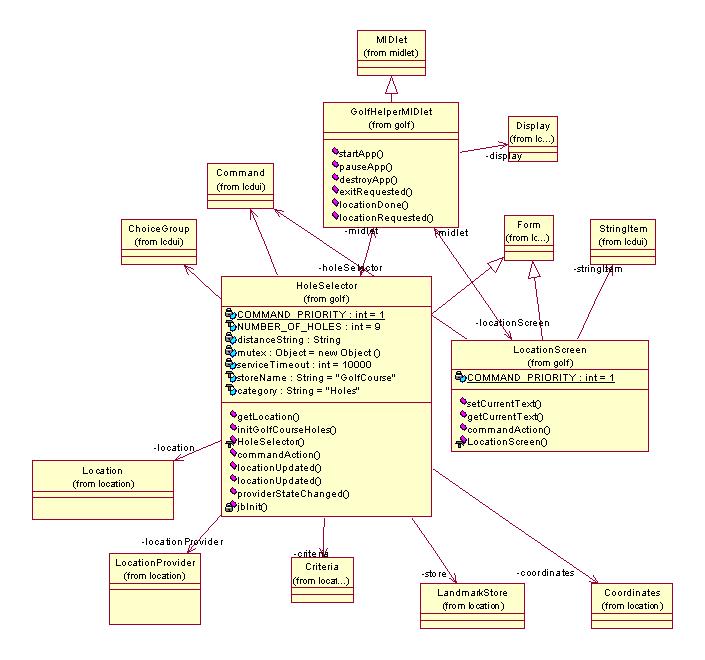 MIDlet
(from midlet)
GolfHelperMIDlet
(from golf)
startApp()
pauseApp()
destroyApp()
exitRequested()
locationDone()
locationRequested()
Display
(from lc...)
-display
Command
(from lcdui)
ChoiceGroup
(from lcdui)
Form
(from lc...)
StringItem
(from lcdui)
-midlet
-midlet
-stringItem
-holeSelector
-locationScreen
HoleSelector
(from golf)
COMMAND_PRIORITY : int = 1
NUMBER_OF_HOLES : int = 9
distanceString : String
mutex : Object = new Object()
serviceTimeout : int = 10000
storeName : String = "GolfCourse"
category : String = "Holes"
getLocation()
initGolfCourseHoles()
HoleSelector()
commandAction()
locationUpdated()
locationUpdated()
providerStateChanged()
jbInit()
LocationScreen
(from golf)
COMMAND_PRIORITY : int = 1
setCurrentText()
getCurrentText()
commandAction()
LocationScreen()
-location
Location
(from location)
-locationProvider
LocationProvider
(from location)
-criteria
Criteria
(from locat...)
-store
LandmarkStore
(from location)
-coordinates
Coordinates
(from location)